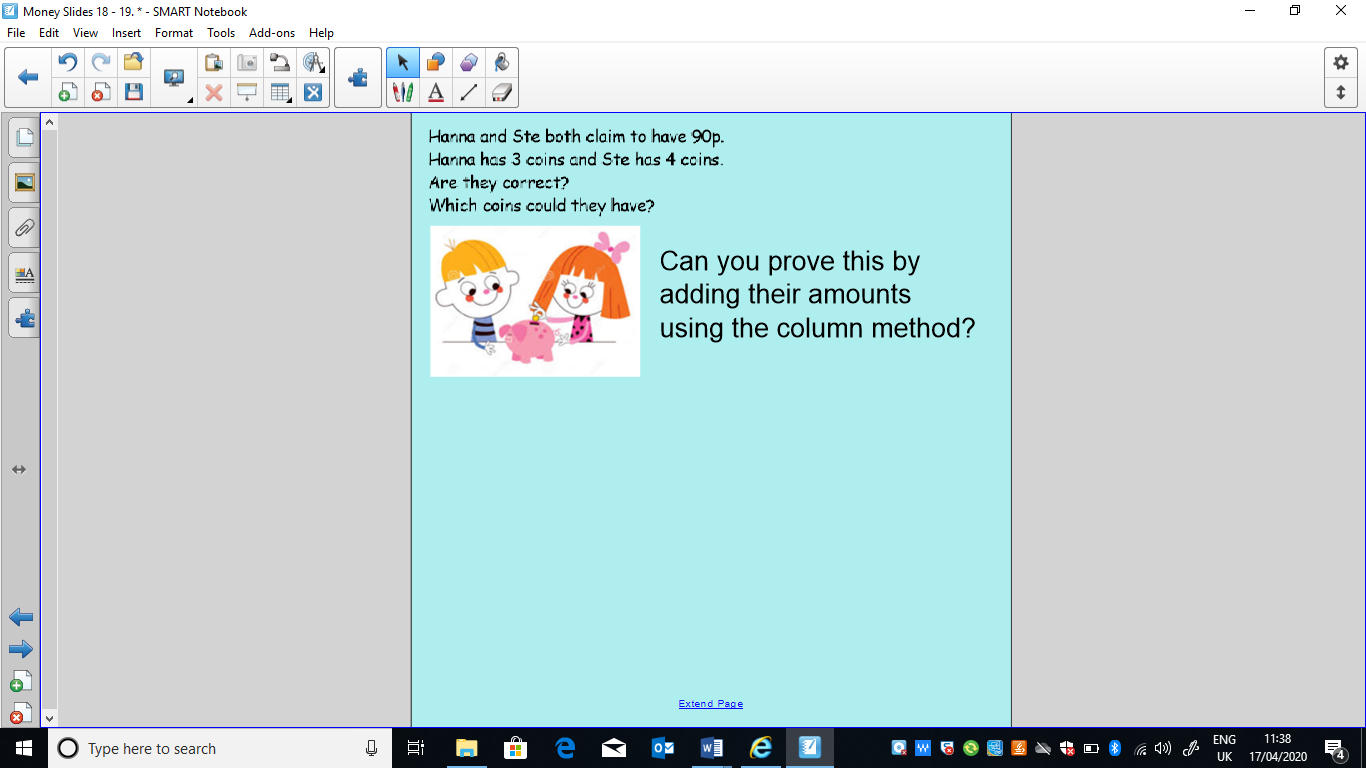 Money Slides 18 - 19. * - SMART Notebook
File Edit View Insert Format Tools Add-ons Help
Hanna and Ste both claim to have 90p.
Hanna has 3 coins and Ste has 4 coins.
Are they correct?
Which coins could they have?
Can you prove this by
adding their amounts
using the column method?
Extend Page
Type here to search
ENG
UK
11:38
17/04/2020
4